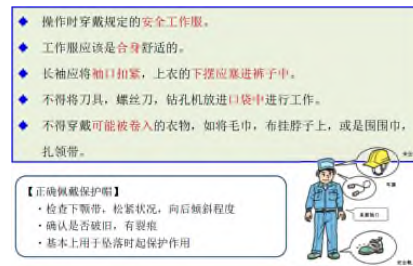 ◆ 操作时穿戴规定的安全工作服。
◆ 工作服应该是合身舒适的。
◆ 长袖应将袖口扣紧，上衣的下摆应塞进裤子中。
◆ 不得将刀具，螺丝刀，钻孔机放进口袋中进行工作。
◆ 不得穿戴可能被卷入的衣物，如将毛巾，布挂脖子上，或是围围巾，
扎领带。
【正确佩戴保护帽】
・检查下颚带，松紧状况，向后倾斜程度
・确认是否破旧，有裂痕
・基本上用于坠落时起保护作用